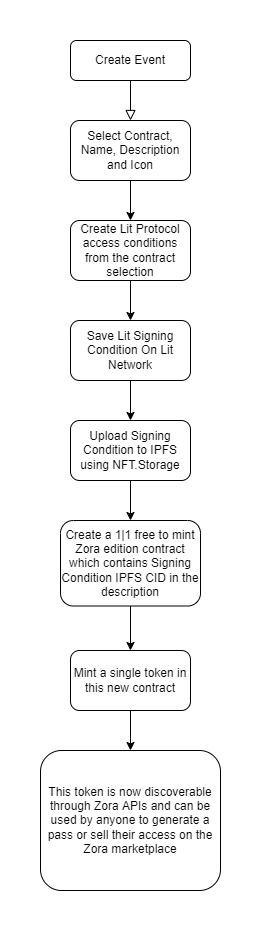 Create Event
Select Contract,
Name, Description
and Icon
Create Lit Protocol
access conditions
from the contract
selection
Save Lit Signing
Condition On Lit
Network
Upload Signing
Condition to IPFS
using NFT.Storage
Create a 1|1 free to mint
Zora edition contract
which contains Signing
Condition IPFS CID in the
description
Mint a single token in
this new contract
This token is now discoverable
through Zora APIs and can be
used by anyone to generate a
pass or sell their access on the
Zora marketplace